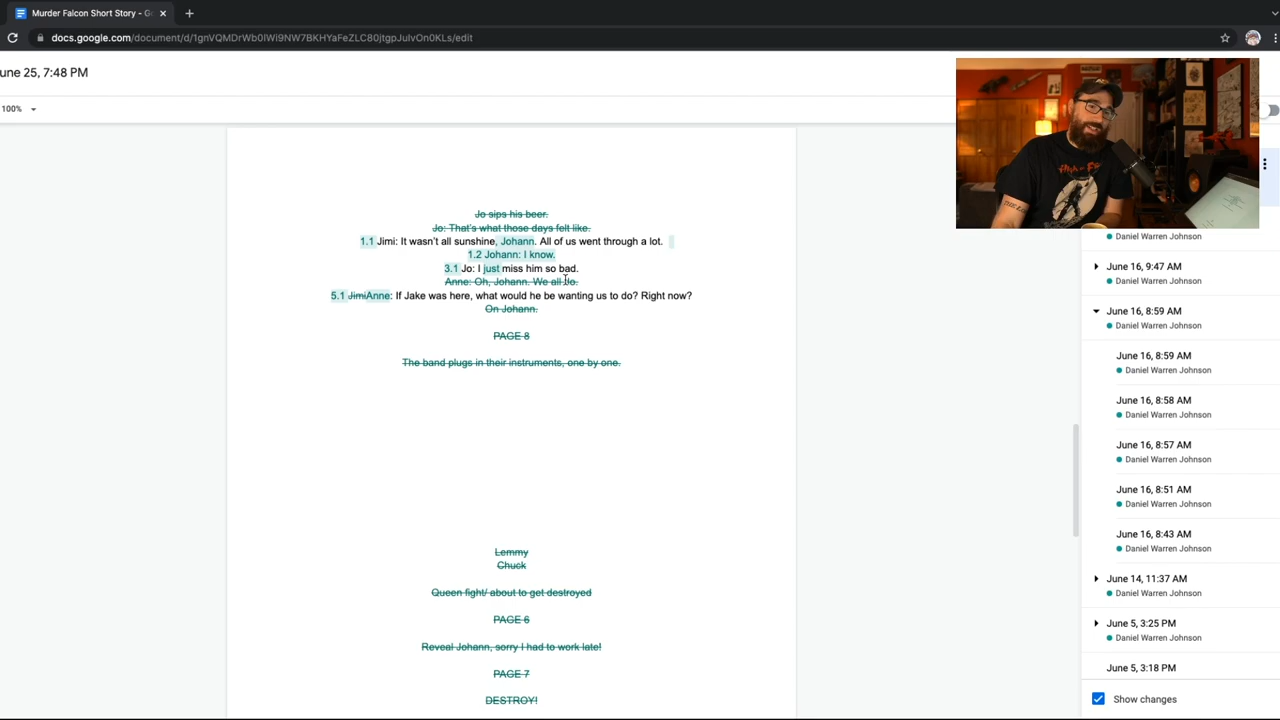 Murder Falcon Short Story - G
docs.google.com/document/d/1gnVQMDrWb0IWi9NW7BKHYaFeZLC80jtgpJuIvOn0KLs/edit
une 25, 7:48 PM
100%
Jo sips his beer.
Jo: That's what those days felt like.
1.1 Jimi: It wasn't all sunshine, Johann. All of us went through a lot.
1.2 Johann: I know.
3.1 Jo: I just miss him so bad.
Anne: Oh, Johann. We all do.
5.1 JimiAnne: If Jake was here, what would he be wanting us to do? Right now?
On Johann.
PAGE 8
The band plugs in their instruments, one by one.
Lemmy
Chuck
Queen fight/ about to get destroyed
PAGE 6
Reveal Johann, sorry I had to work late!
PAGE 7
DESTROY!
Daniel Warren Johnson
June 16, 9:47 AM
Daniel Warren Johnson
June 16, 8:59 AM
Daniel Warren Johnson
June 16, 8:59 AM
Daniel Warren Johnson
June 16, 8:58 AM
Daniel Warren Johnson
June 16, 8:57 AM
Daniel Warren Johnson
June 16, 8:51 AM
Daniel Warren Johnson
June 16, 8:43 AM
Daniel Warren Johnson
June 14, 11:37 AM
Daniel Warren Johnson
June 5, 3:25 PM
Daniel Warren Johnson
June 5, 3:18 PM
Show changes